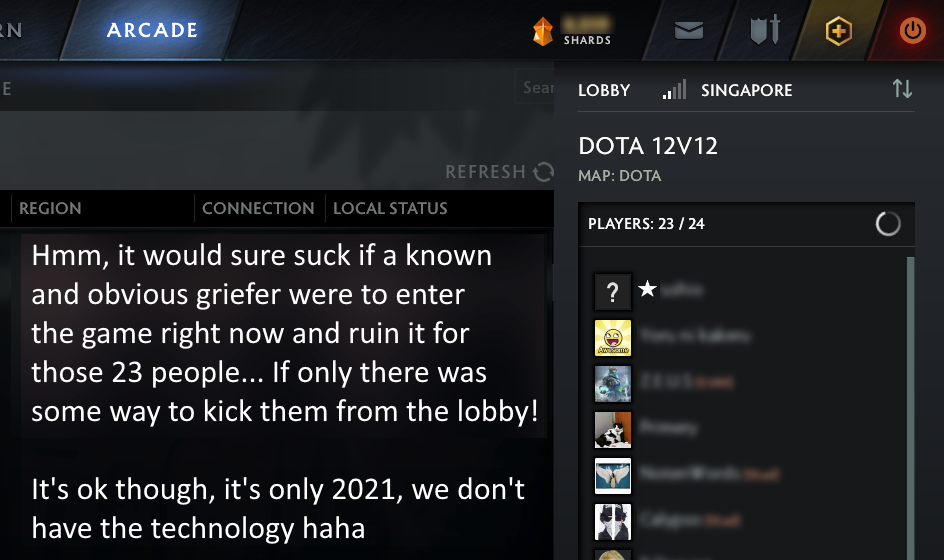 RN
ARCADE
SHARDS
E
Sear
LOBBY
SINGAPORE
DOTA 12V12
MAP: DOTA
REFRESH
REGION
CONNECTION
LOCAL STATUS
PLAYERS: 23 / 24
Hmm, it would sure suck if a known
and obvious griefer were to enter
the game right now and ruin it for
those 23 people... If only there was
some way to kick them from the lobby!
It's ok though, it's only 2021, we don't
have the technology haha
?
Awesome